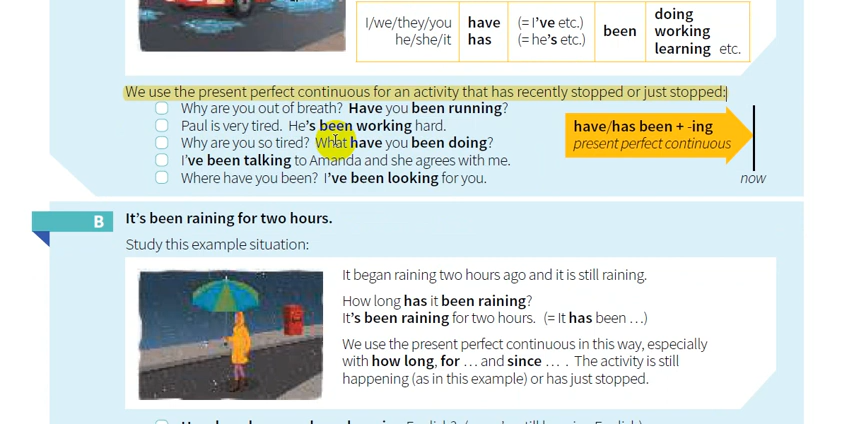 I/we/they/you have (= I've etc.) been doing
he/she/it has (= he's etc.) working
learning etc.
We use the present perfect continuous for an activity that has recently stopped or just stopped:
Why are you out of breath? Have you been running?
Paul is very tired. He's been working hard.
Why are you so tired? What have you been doing?
I've been talking to Amanda and she agrees with me.
Where have you been? I've been looking for you.
have/has been + -ing
present perfect continuous
now
B It's been raining for two hours.
Study this example situation:
It began raining two hours ago and it is still raining.
How long has it been raining?
It's been raining for two hours. (= It has been …)
We use the present perfect continuous in this way, especially
with how long, for … and since … . The activity is still
happening (as in this example) or has just stopped.